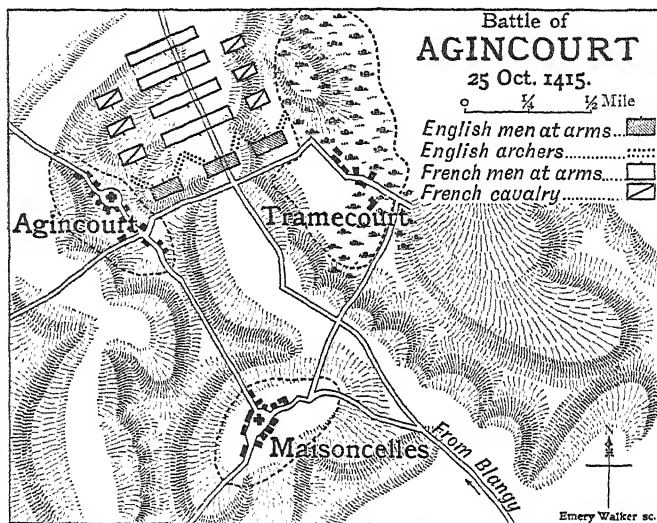 Battle of
AGINCOURT
25 Oct. 1415.
0 ¼ ½ Mile
English men at arms
English archers
French men at arms
French cavalry
Agincourt
Tramecourt
Maisoncelles
From Blangy
N
Emery Walker sc.